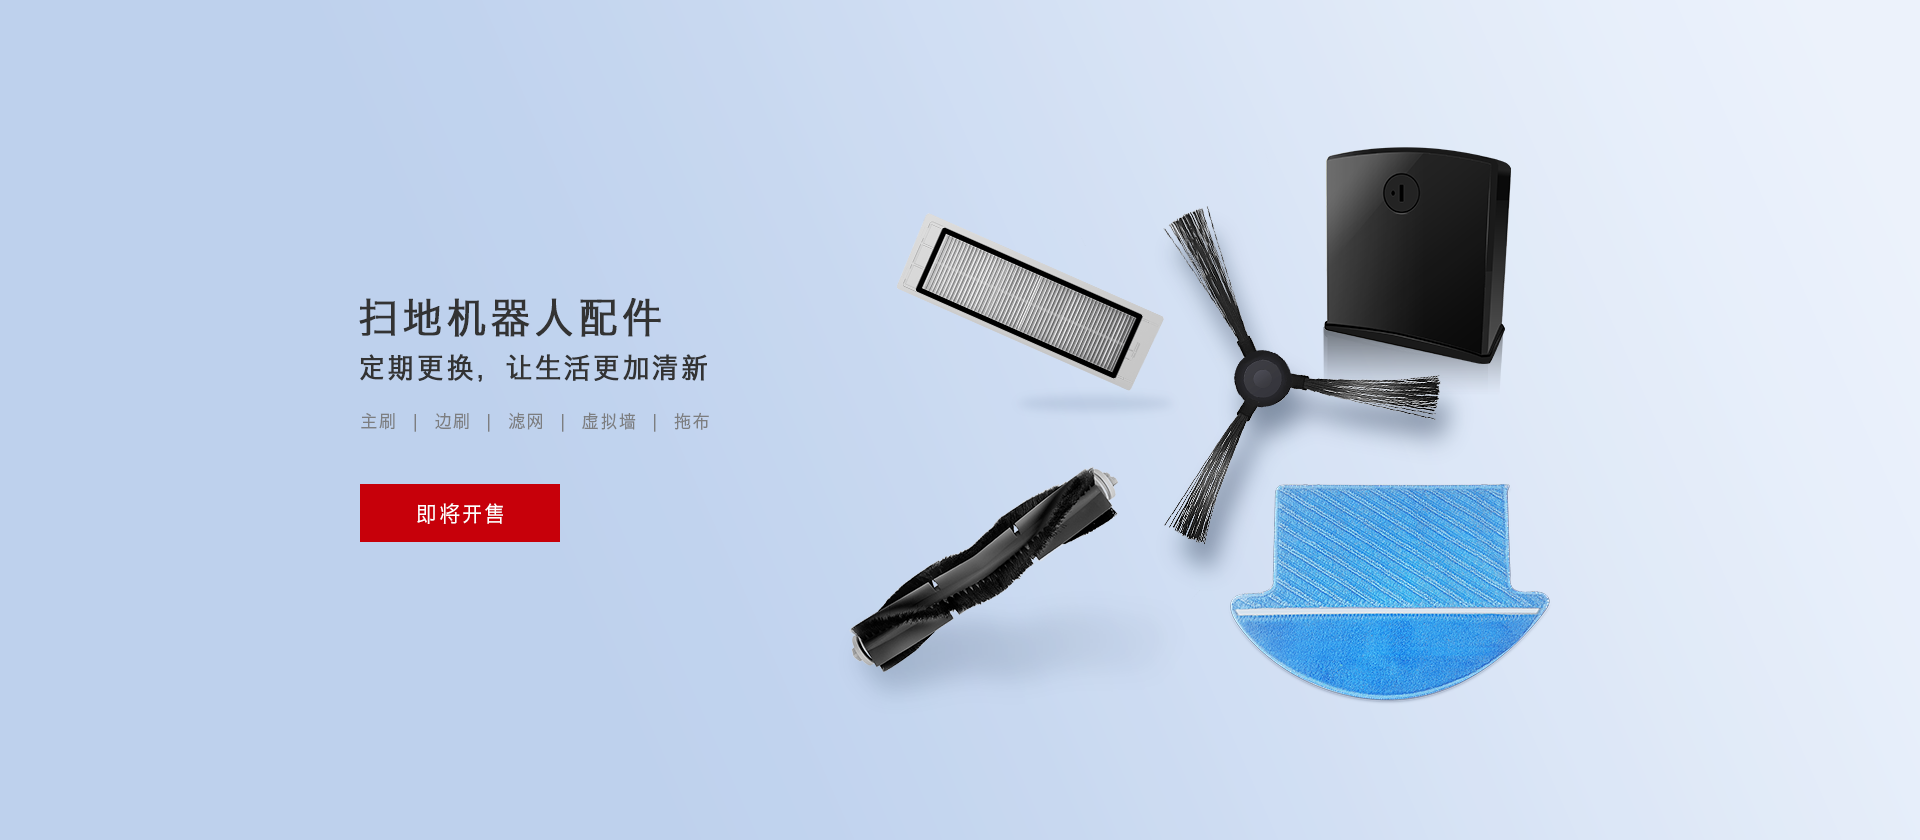 扫地机器人配件
定期更换，让生活更加清新
主刷 | 边刷 | 滤网 | 虚拟墙 | 拖布
即将开售